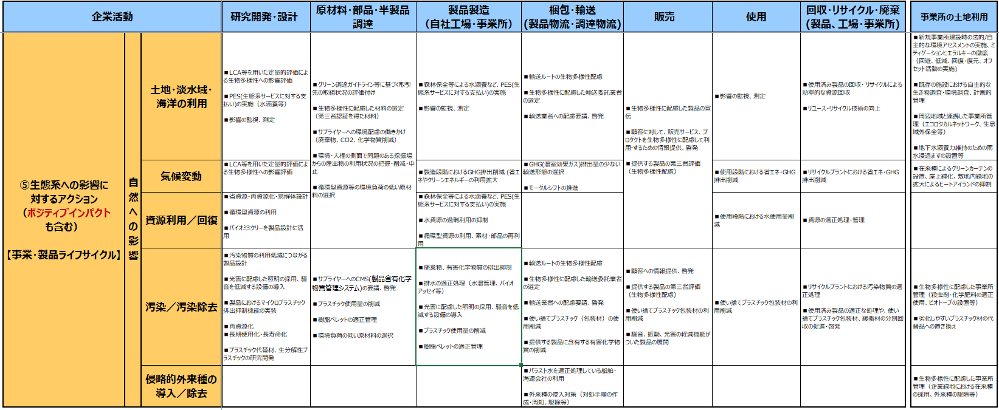 企業活動
研究開発・設計
原材料・部品・半製品
調達
製品製造
（自社工場・事業所）
梱包・輸送
(製品物流・調達物流)
販売
使用
回収・リサイクル・廃棄
(製品、工場・事業所)
事業所の土地利用
⑤生態系への影響に
対するアクション
（ポジティブインパクト
も含む）
【事業・製品ライフサイクル】
自然への影響
土地・淡水域・
海洋の利用
■LCA等を用いた定量的評価によ
る生物多様性への影響評価
■PES(生態系サービスに対する支
払い)の実施（水涵養等）
■影響の監視、測定
■グリーン調達ガイドライン等に基づく取引
先の取組状況の評価付け
■生物多様性に配慮した材料の選定
（第三者認証を得た材料）
■サプライヤーへの環境配慮の働きかけ
（廃棄物、CO2、化学物質削減）
■環境・人権の側面で問題のある採掘場
からの産出物の利用状況の把握・削減・中
止
■循環型資源等の環境負荷の低い原材
料の選択
■森林保全等による水涵養など、PES(生
態系サービスに対する支払い)の実施
■影響の監視、測定
■輸送ルートの生物多様性配慮
■生物多様性に配慮した輸送委託業者
の選定
■輸送業者への配慮要請、啓発
■生物多様性に配慮した製品の宣
伝
■顧客に対して、販売サービス、プ
ロダクトを生物多様性に配慮して利
用-するための情報提供、啓発
■提供する製品の第三者評価
（生物多様性配慮）
■影響の監視、測定
■使用済み製品の回収・リサイクルによる
効率的な資源回収
■リユース・リサイクル技術の向上
■新規事業所建設時の法的/自
主的な環境アセスメントの実施、ミ
ティゲーションヒエラルキーの徹底
（回避、低減、回復・復元、オフ
セット活動の実施)
■既存の施設における自主的な
生き物調査・環境調査、計画的
管理
■周辺地域と連携した事業所管
理（エコロジカルネットワーク、生息
域外保全等）
■地下水涵養力維持のための雨
水浸透ますの設置等
気候変動
■LCA等を用いた定量的評価によ
る生物多様性への影響評価
■製造段階におけるGHG排出削減 (省エ
ネやクリーンエネルギーの利用拡大
■GHG(温室効果ガス)排出量の少ない
輸送形態の選択
■モーダルシフトの推進
■使用段階における省エネ・GHG
排出削減
■リサイクルプラントにおける省エネ・GHG
排出削減
■在来種によるグリーンカーテンの
設置、屋上緑化、敷地内緑地の
拡大によるヒートアイランドの抑制
資源利用／回復
■省資源・再資源化・易解体設計
■循環型資源の利用
■バイオミミクリーを製品設計に活
用
■森林保全等による水涵養など、PES(生
態系サービスに対する支払い)の実施
■水資源の過剰利用の抑制
■循環型資源の利用、素材・部品の再利
用
■使用段階における水使用量削
減
■資源の適正処理・管理
汚染／汚染除去
■汚染物質の利用低減につながる
製品設計
■光害に配慮した照明の採用、騒
音を低減する設備の導入
■製品におけるマイクロプラスチック
排出抑制機能の実装
■再資源化
■長期使用化・長寿命化
■プラスチック代替材、生分解性プ
ラスチックの研究開発
■サプライヤーへのCMS(製品含有化学
物質管理システム)の要請、啓発
■プラスチック使用量の削減
■樹脂ペレットの適正管理
■環境負荷の低い原材料の選択
■廃棄物、有害化学物質の排出抑制
■排水の適正処理（水温管理、バイオ
アッセイ等）
■光害に配慮した照明の採用、騒音を低
減する設備の導入
■プラスチック使用量の削減
■樹脂ペレットの適正管理
■輸送ルートの生物多様性配慮
■生物多様性に配慮した輸送委託業者
の選定
■輸送業者への配慮要請、啓発
■使い捨てプラスチック（包装材）の使
用削減
■提供する製品に含有する有害化学物
質の削減
■顧客への情報提供、啓発
■提供する製品の第三者評価
（生物多様性配慮）
■使い捨てプラスチック包装材の利
用削減
■騒音、振動、光害の軽減機能が
ついた製品の展開
■使い捨てプラスチック包装材の利
用削減
■リサイクルプラントにおける汚染物質の適
正処理
■使用済み製品の適正な処理や、使い
捨てプラスチック包装材、緩衝材の分別回
収の促進・啓発
■生物多様性に配慮した事業所
管理（殺虫剤・化学肥料の適正
使用、ビオトープの設置等）
■劣化しやすいプラスチック材の代
替品への置き換え
侵略的外来種の
導入／除去
■バラスト水を適正処理している船舶・
海運会社の利用
■外来種の侵入対策（対処手順の作
成・周知、駆除等）
■生物多様性に配慮した事業所
管理（企業緑地における在来種
の採用、外来種の駆除等）